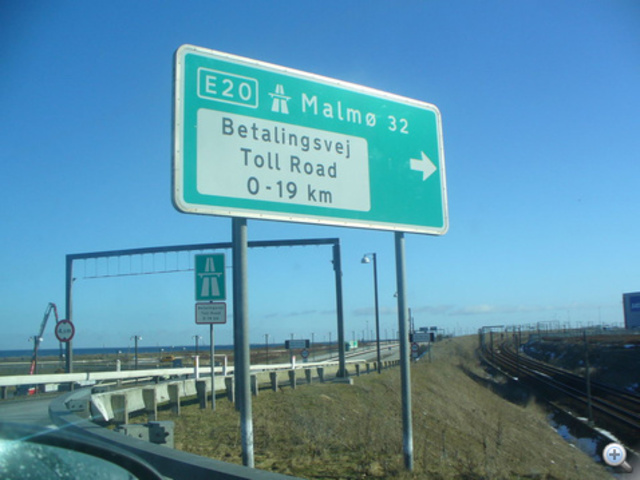 E20 Malmø 32
Betalingsvej
Toll Road
0-19 km